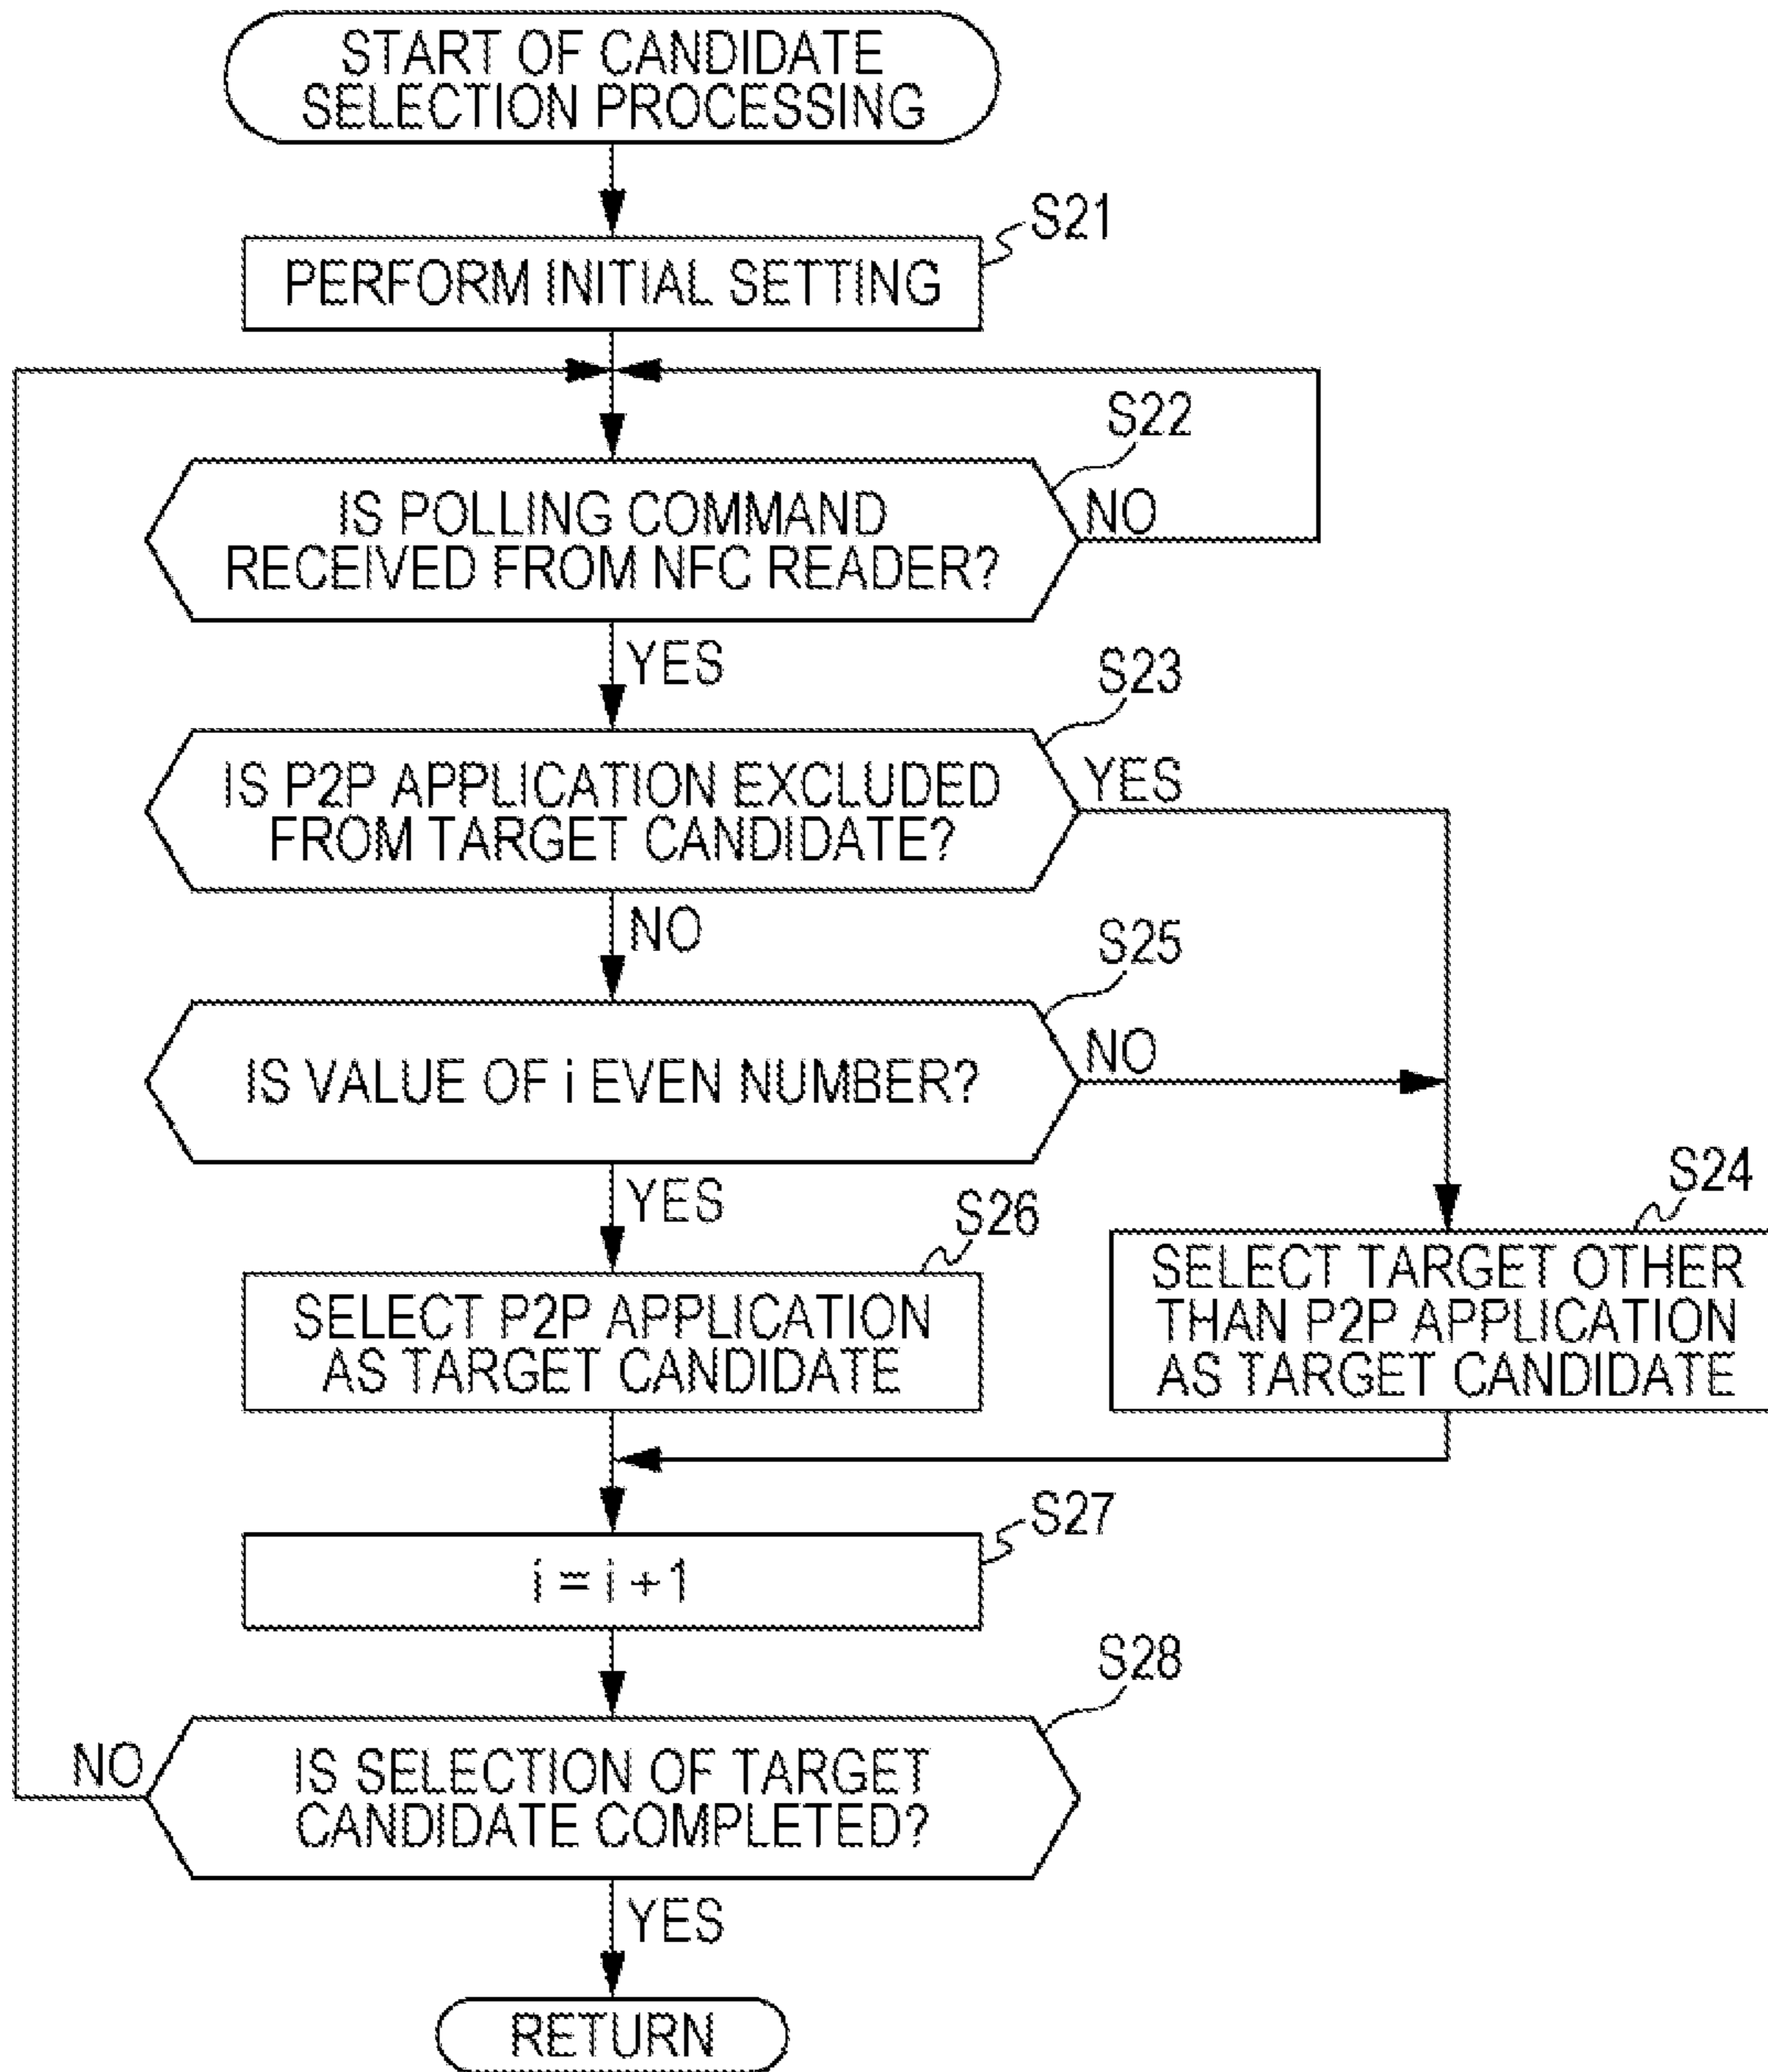 START OF CANDIDATE
SELECTION PROCESSING
S21
PERFORM INITIAL SETTING
S22
IS POLLING COMMAND
RECEIVED FROM NFC READER?
NO
YES
S23
IS P2P APPLICATION EXCLUDED
FROM TARGET CANDIDATE?
YES
NO
S25
IS VALUE OF i EVEN NUMBER?
NO
YES
S26
SELECT P2P APPLICATION
AS TARGET CANDIDATE
S24
SELECT TARGET OTHER
THAN P2P APPLICATION
AS TARGET CANDIDATE
S27
i = i + 1
S28
IS SELECTION OF TARGET
CANDIDATE COMPLETED?
NO
YES
RETURN